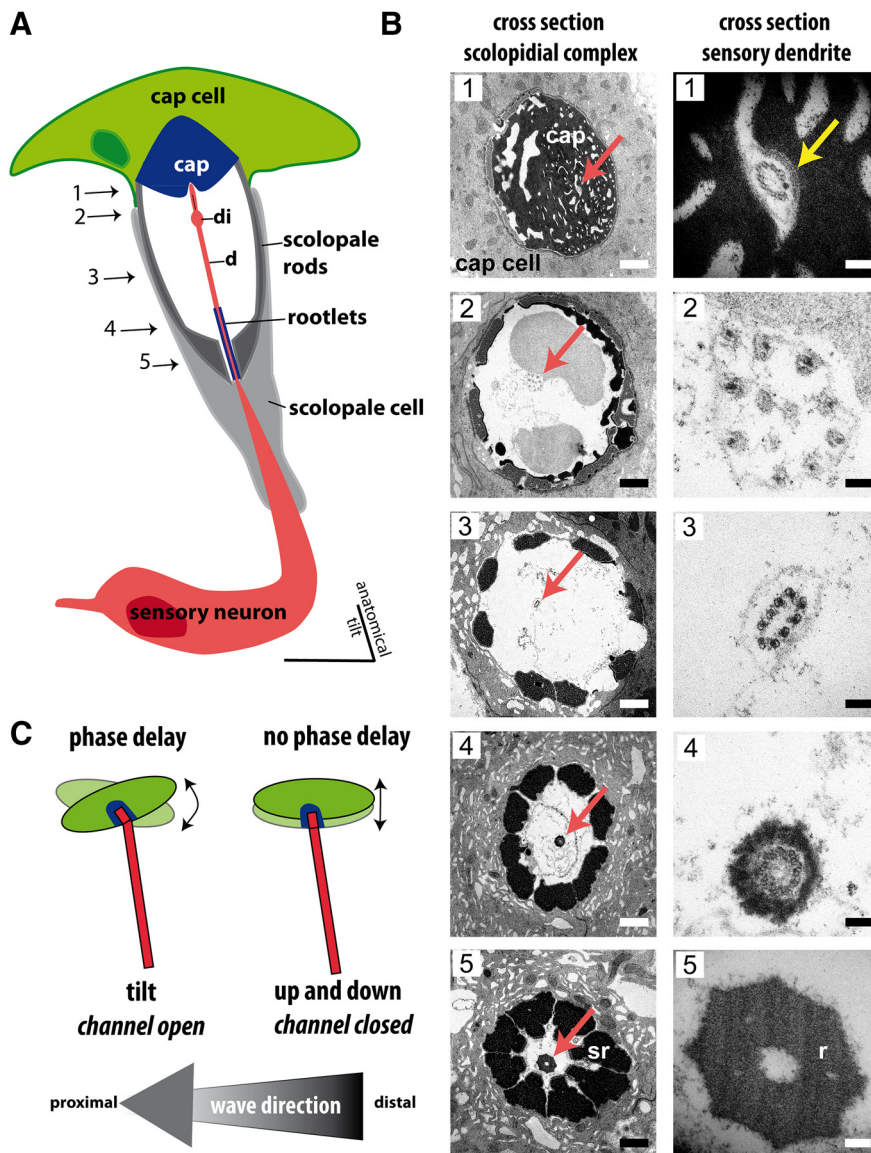 A
cap cell
cap
1
2
di
d
scolopale
rods
3
4
rootlets
5
scolopale cell
sensory neuron
anatomical
tilt
B
cross section
scolopidial complex
cross section
sensory dendrite
1
cap
cap cell
1
2
2
3
3
4
4
5
sr
5
r
C
phase delay
no phase delay
tilt
channel open
up and down
channel closed
proximal
wave direction
distal